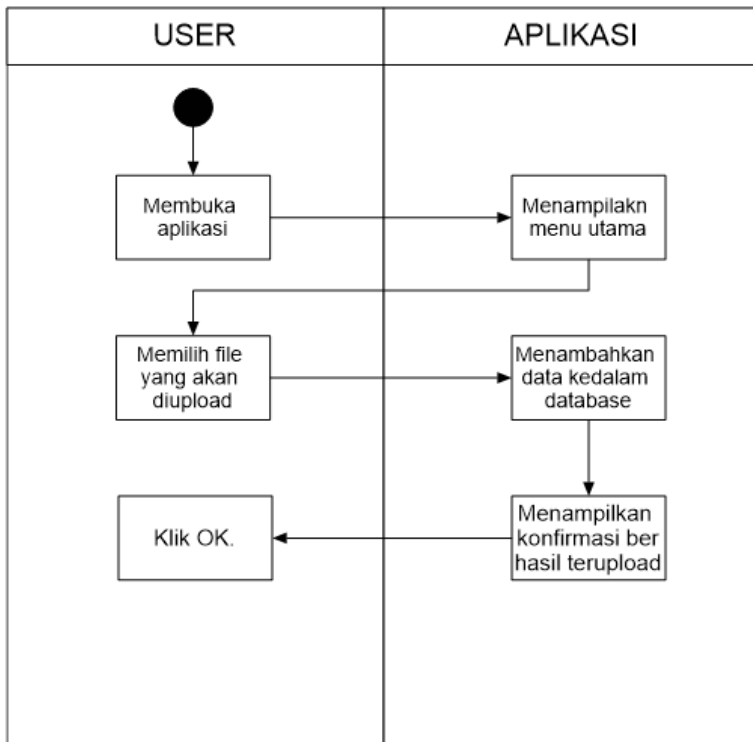 USER
APLIKASI
Membuka
aplikasi
Menampilakn
menu utama
Memilih file
yang akan
diupload
Menambahkan
data kedalam
database
Menampilkan
konfirmasi ber
hasil terupload
Klik OK.